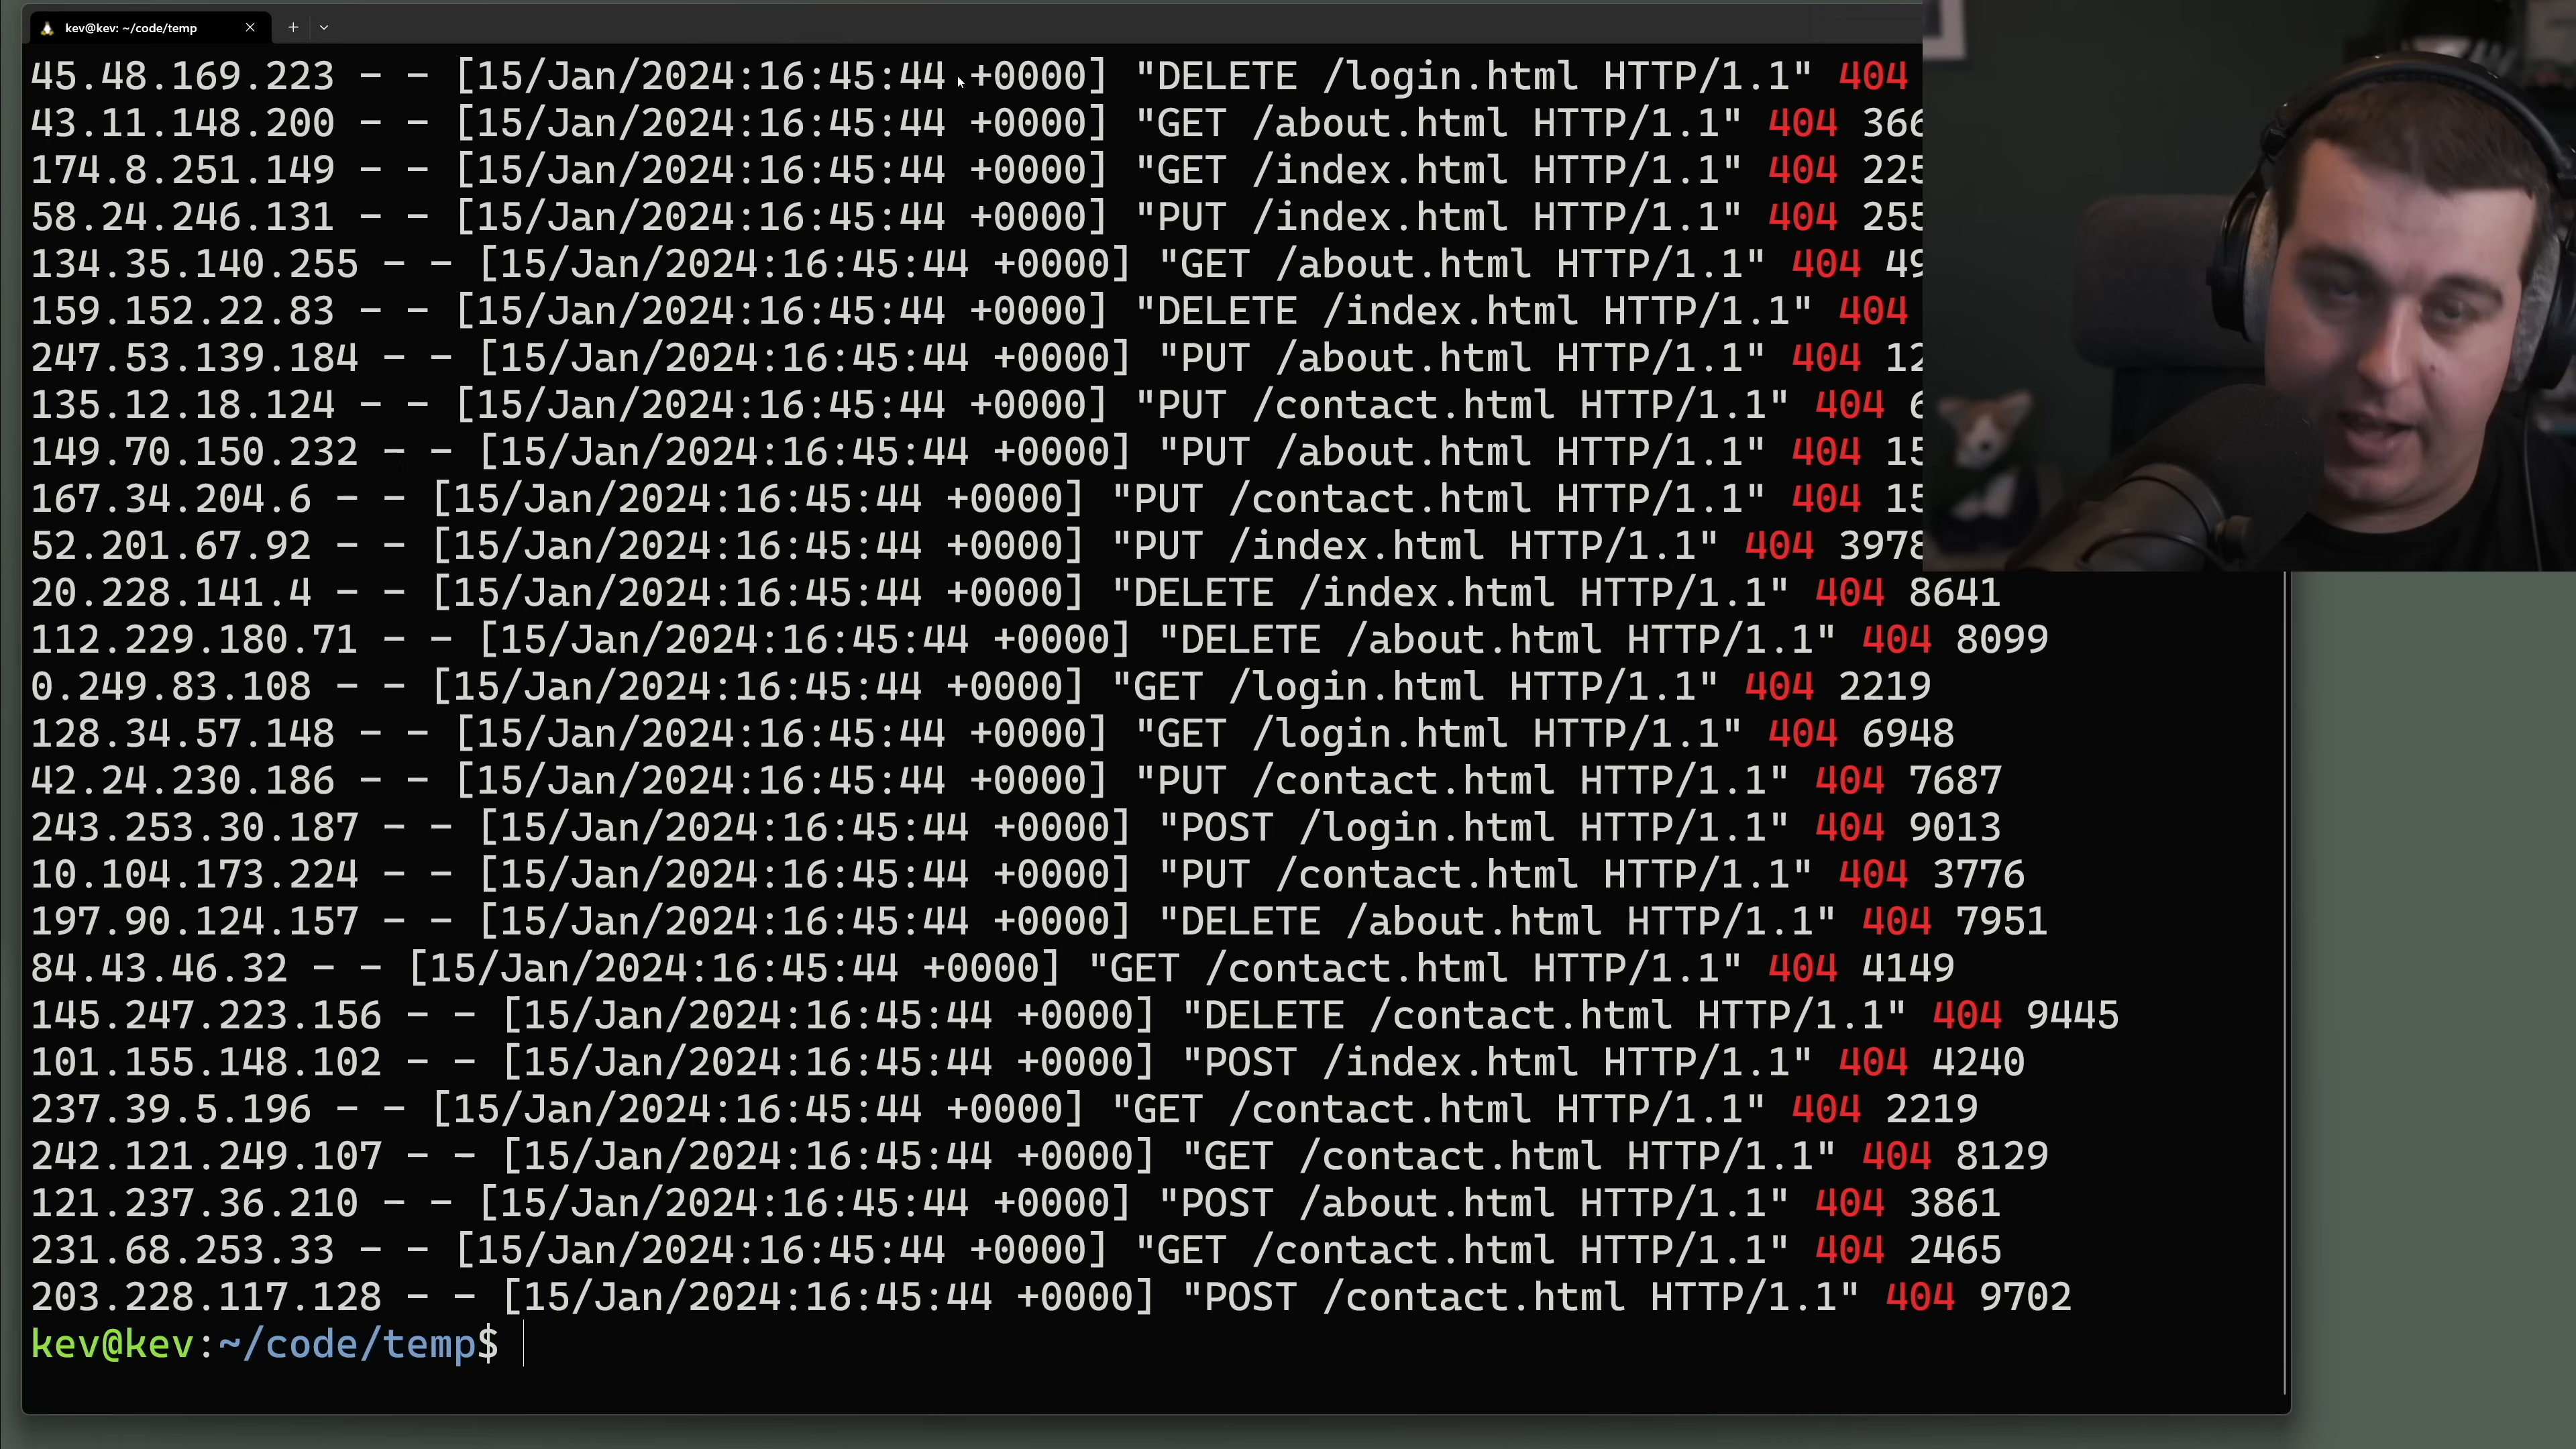 kev@kev: ~/code/temp
45.48.169.223 - - [15/Jan/2024:16:45:44 +0000] "DELETE /login.html HTTP/1.1" 404
43.11.148.200 - - [15/Jan/2024:16:45:44 +0000] "GET /about.html HTTP/1.1" 404 366
174.8.251.149 - - [15/Jan/2024:16:45:44 +0000] "GET /index.html HTTP/1.1" 404 225
58.24.246.131 - - [15/Jan/2024:16:45:44 +0000] "PUT /index.html HTTP/1.1" 404 255
134.35.140.255 - - [15/Jan/2024:16:45:44 +0000] "GET /about.html HTTP/1.1" 404 49
159.152.22.83 - - [15/Jan/2024:16:45:44 +0000] "DELETE /index.html HTTP/1.1" 404
247.53.139.184 - - [15/Jan/2024:16:45:44 +0000] "PUT /about.html HTTP/1.1" 404 12
135.12.18.124 - - [15/Jan/2024:16:45:44 +0000] "PUT /contact.html HTTP/1.1" 404 6
149.70.150.232 - - [15/Jan/2024:16:45:44 +0000] "PUT /about.html HTTP/1.1" 404 15
167.34.204.6 - - [15/Jan/2024:16:45:44 +0000] "PUT /contact.html HTTP/1.1" 404 15
52.201.67.92 - - [15/Jan/2024:16:45:44 +0000] "PUT /index.html HTTP/1.1" 404 3978
20.228.141.4 - - [15/Jan/2024:16:45:44 +0000] "DELETE /index.html HTTP/1.1" 404 8641
112.229.180.71 - - [15/Jan/2024:16:45:44 +0000] "DELETE /about.html HTTP/1.1" 404 8099
0.249.83.108 - - [15/Jan/2024:16:45:44 +0000] "GET /login.html HTTP/1.1" 404 2219
128.34.57.148 - - [15/Jan/2024:16:45:44 +0000] "GET /login.html HTTP/1.1" 404 6948
42.24.230.186 - - [15/Jan/2024:16:45:44 +0000] "PUT /contact.html HTTP/1.1" 404 7687
243.253.30.187 - - [15/Jan/2024:16:45:44 +0000] "POST /login.html HTTP/1.1" 404 9013
10.104.173.224 - - [15/Jan/2024:16:45:44 +0000] "PUT /contact.html HTTP/1.1" 404 3776
197.90.124.157 - - [15/Jan/2024:16:45:44 +0000] "DELETE /about.html HTTP/1.1" 404 7951
84.43.46.32 - - [15/Jan/2024:16:45:44 +0000] "GET /contact.html HTTP/1.1" 404 4149
145.247.223.156 - - [15/Jan/2024:16:45:44 +0000] "DELETE /contact.html HTTP/1.1" 404 9445
101.155.148.102 - - [15/Jan/2024:16:45:44 +0000] "POST /index.html HTTP/1.1" 404 4240
237.39.5.196 - - [15/Jan/2024:16:45:44 +0000] "GET /contact.html HTTP/1.1" 404 2219
242.121.249.107 - - [15/Jan/2024:16:45:44 +0000] "GET /contact.html HTTP/1.1" 404 8129
121.237.36.210 - - [15/Jan/2024:16:45:44 +0000] "POST /about.html HTTP/1.1" 404 3861
231.68.253.33 - - [15/Jan/2024:16:45:44 +0000] "GET /contact.html HTTP/1.1" 404 2465
203.228.117.128 - - [15/Jan/2024:16:45:44 +0000] "POST /contact.html HTTP/1.1" 404 9702
kev@kev:~/code/temp$